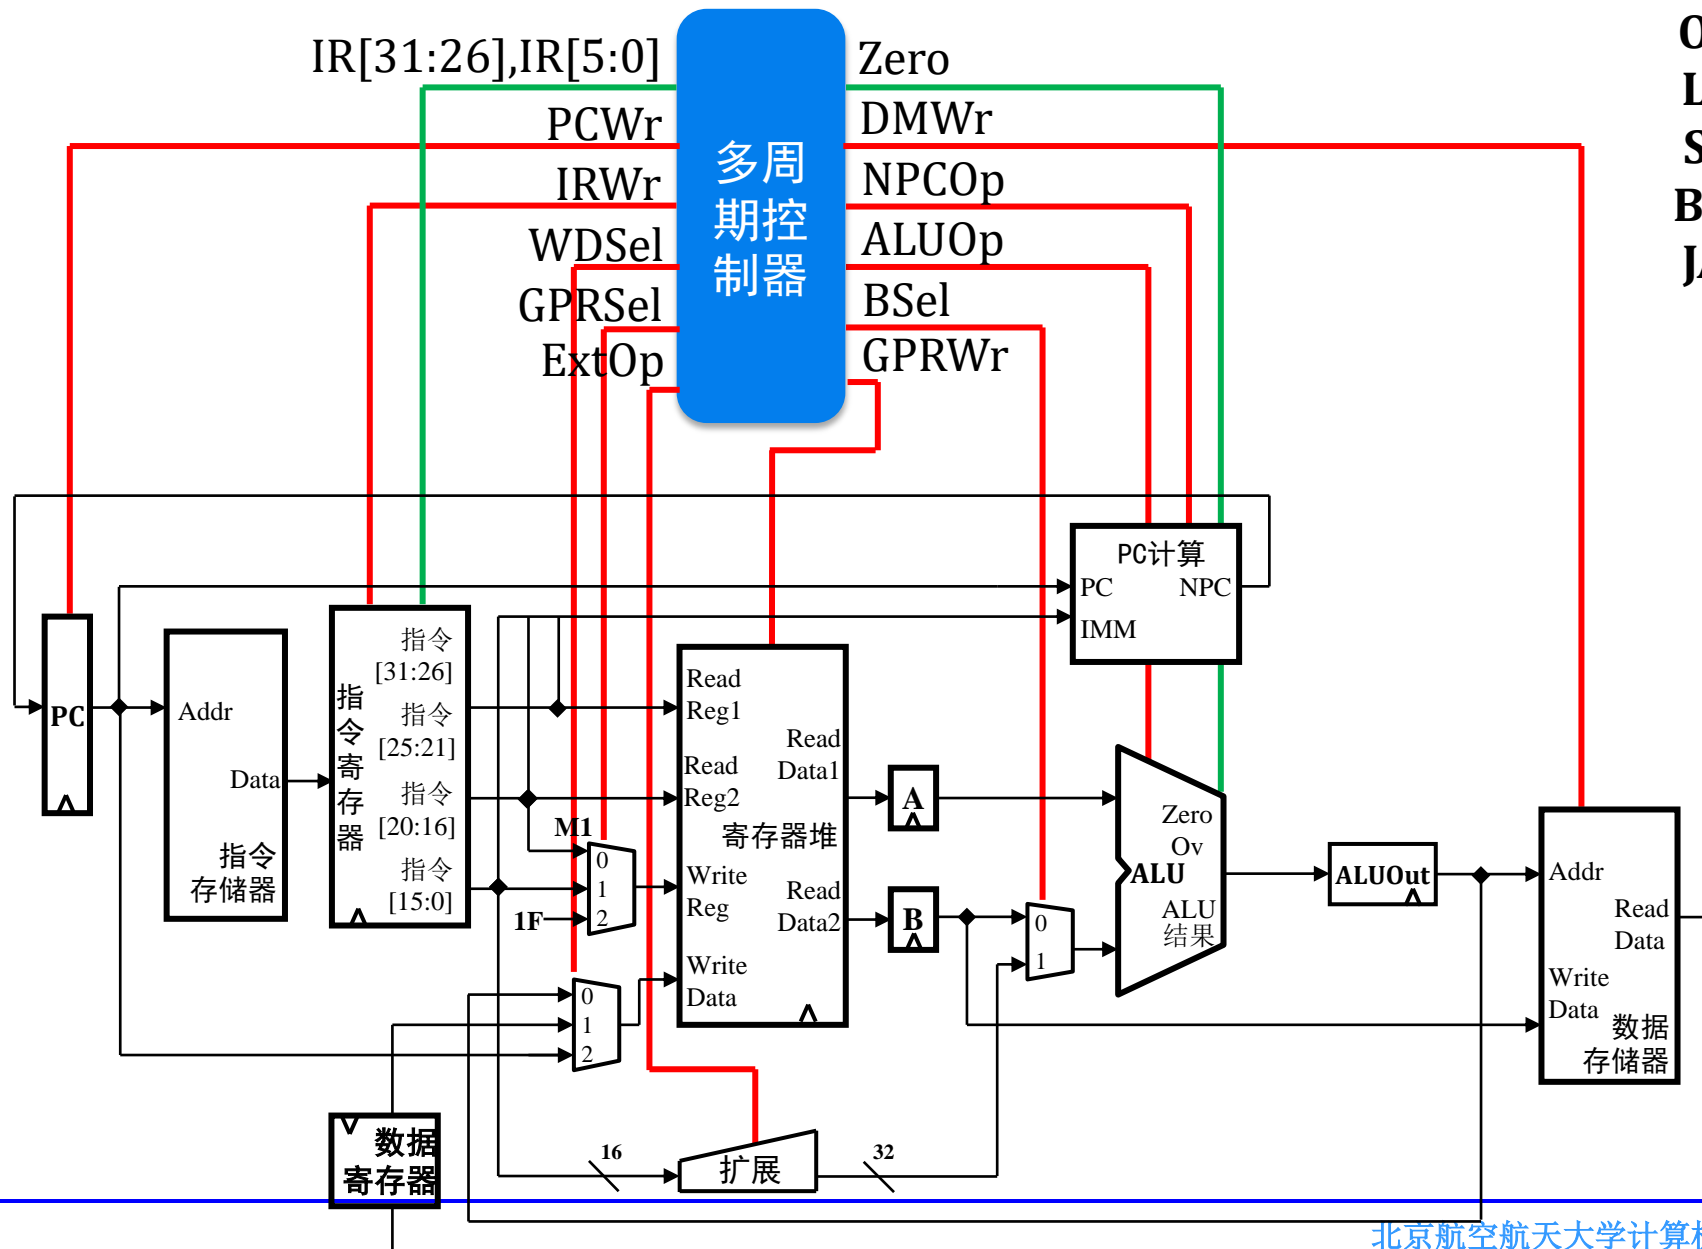 IR[31:26],IR[5:0]
PCWr
IRWr
WDSel
GPRSel
ExtOp
多周
期控
制器
Zero
DMWr
NPCOp
ALUOp
BSel
GPRWr
PC计算
PC
NPC
IMM
PC
Addr
Data
指令
存储器
指令寄存器
指令
[31:26]
指令
[25:21]
指令
[20:16]
指令
[15:0]
M1
0
1
2
1F
Read
Reg1
Read
Reg2
Read
Data1
寄存器堆
Write
Reg
Read
Data2
Write
Data
0
1
2
A
B
0
1
Zero
Ov
ALU
ALU
结果
ALUOut
Addr
Read
Data
Write
Data
数据
存储器
数据
寄存器
16
扩展
32
北京航空航天大学计算机